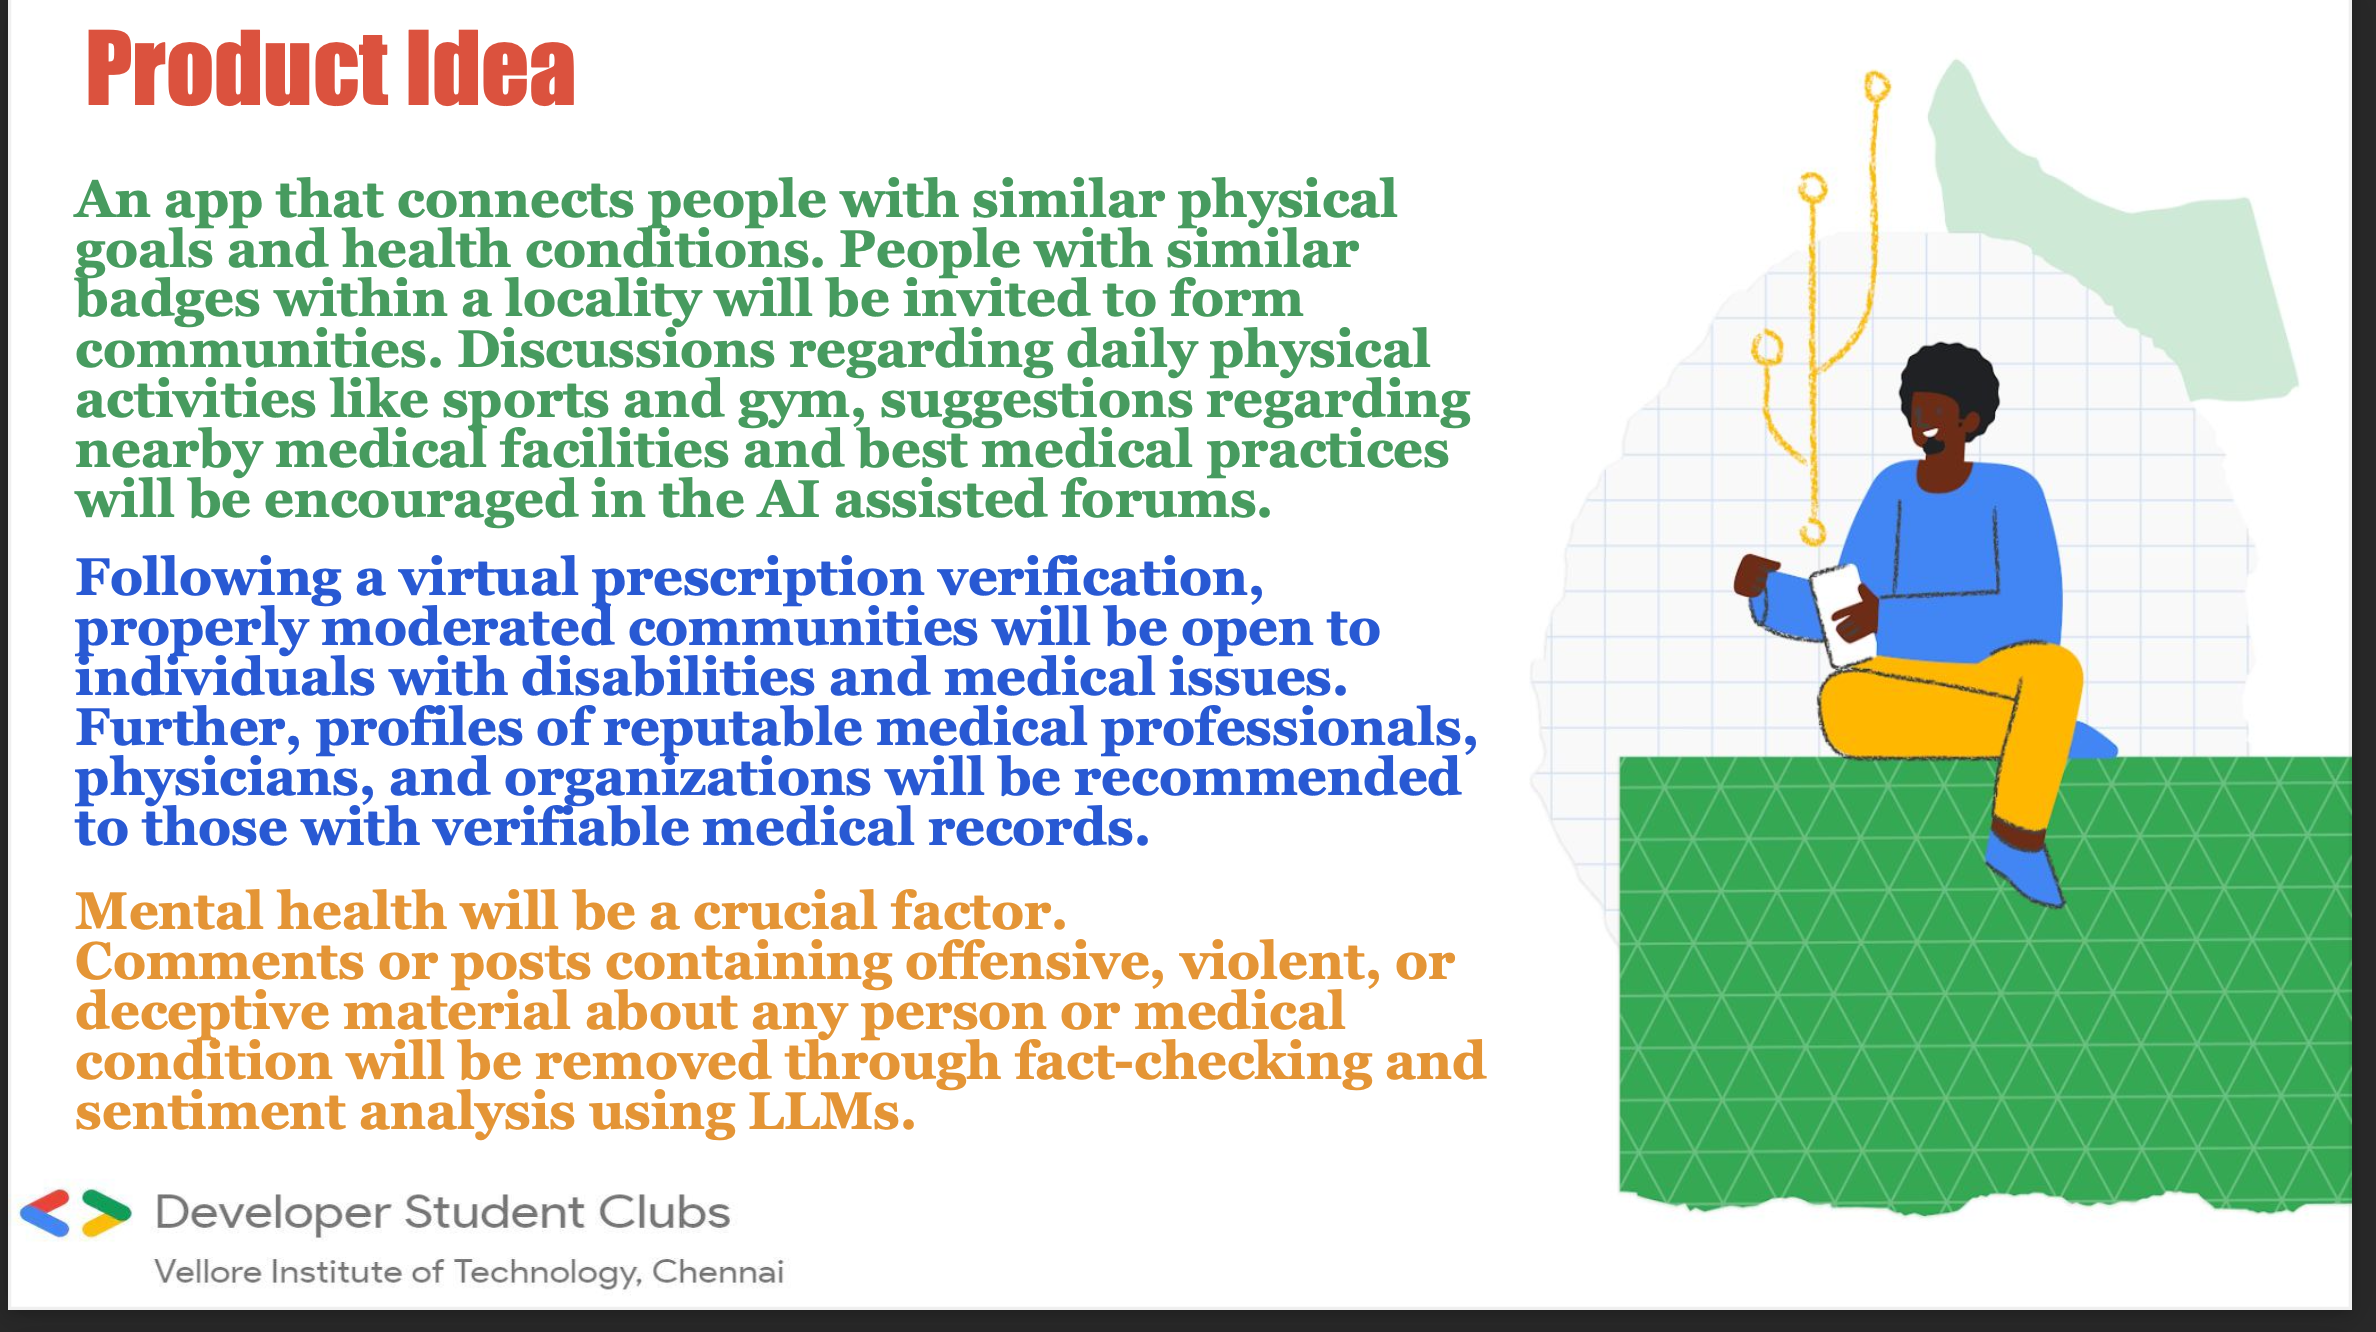 Product Idea
An app that connects people with similar physical
goals and health conditions. People with similar
badges within a locality will be invited to form
communities. Discussions regarding daily physical
activities like sports and gym, suggestions regarding
nearby medical facilities and best medical practices
will be encouraged in the AI assisted forums.
Following a virtual prescription verification,
properly moderated communities will be open to
individuals with disabilities and medical issues.
Further, profiles of reputable medical professionals,
physicians, and organizations will be recommended
to those with verifiable medical records.
Mental health will be a crucial factor.
Comments or posts containing offensive, violent, or
deceptive material about any person or medical
condition will be removed through fact-checking and
sentiment analysis using LLMs.
Developer Student Clubs
Vellore Institute of Technology, Chennai